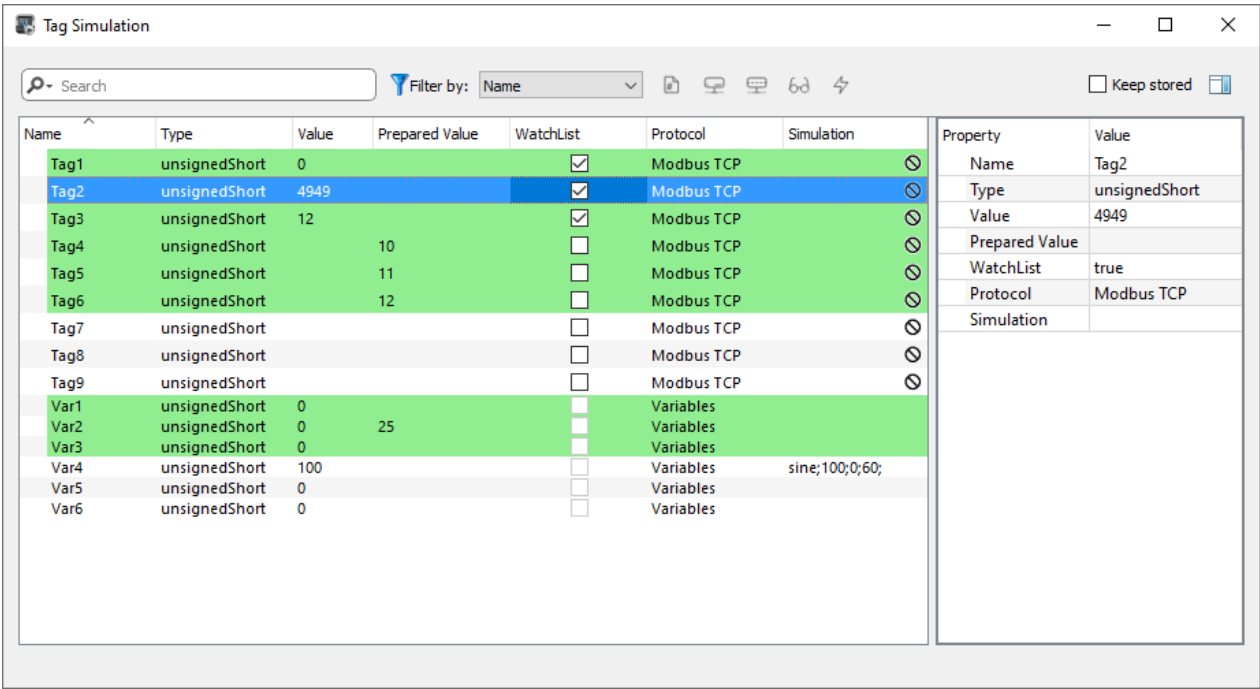 Tag Simulation
Search Filter by: Name Keep stored
Name Type Value Prepared Value WatchList Protocol Simulation
Tag1 unsignedShort 0 Modbus TCP
Tag2 unsignedShort 4949 Modbus TCP
Tag3 unsignedShort 12 Modbus TCP
Tag4 unsignedShort 10 Modbus TCP
Tag5 unsignedShort 11 Modbus TCP
Tag6 unsignedShort 12 Modbus TCP
Tag7 unsignedShort Modbus TCP
Tag8 unsignedShort Modbus TCP
Tag9 unsignedShort Modbus TCP
Var1 unsignedShort 0 Variables
Var2 unsignedShort 0 25 Variables
Var3 unsignedShort 0 Variables
Var4 unsignedShort 100 Variables sine;100;0;60;
Var5 unsignedShort 0 Variables
Var6 unsignedShort 0 Variables
Property Value
Name Tag2
Type unsignedShort
Value 4949
Prepared Value
WatchList true
Protocol Modbus TCP
Simulation